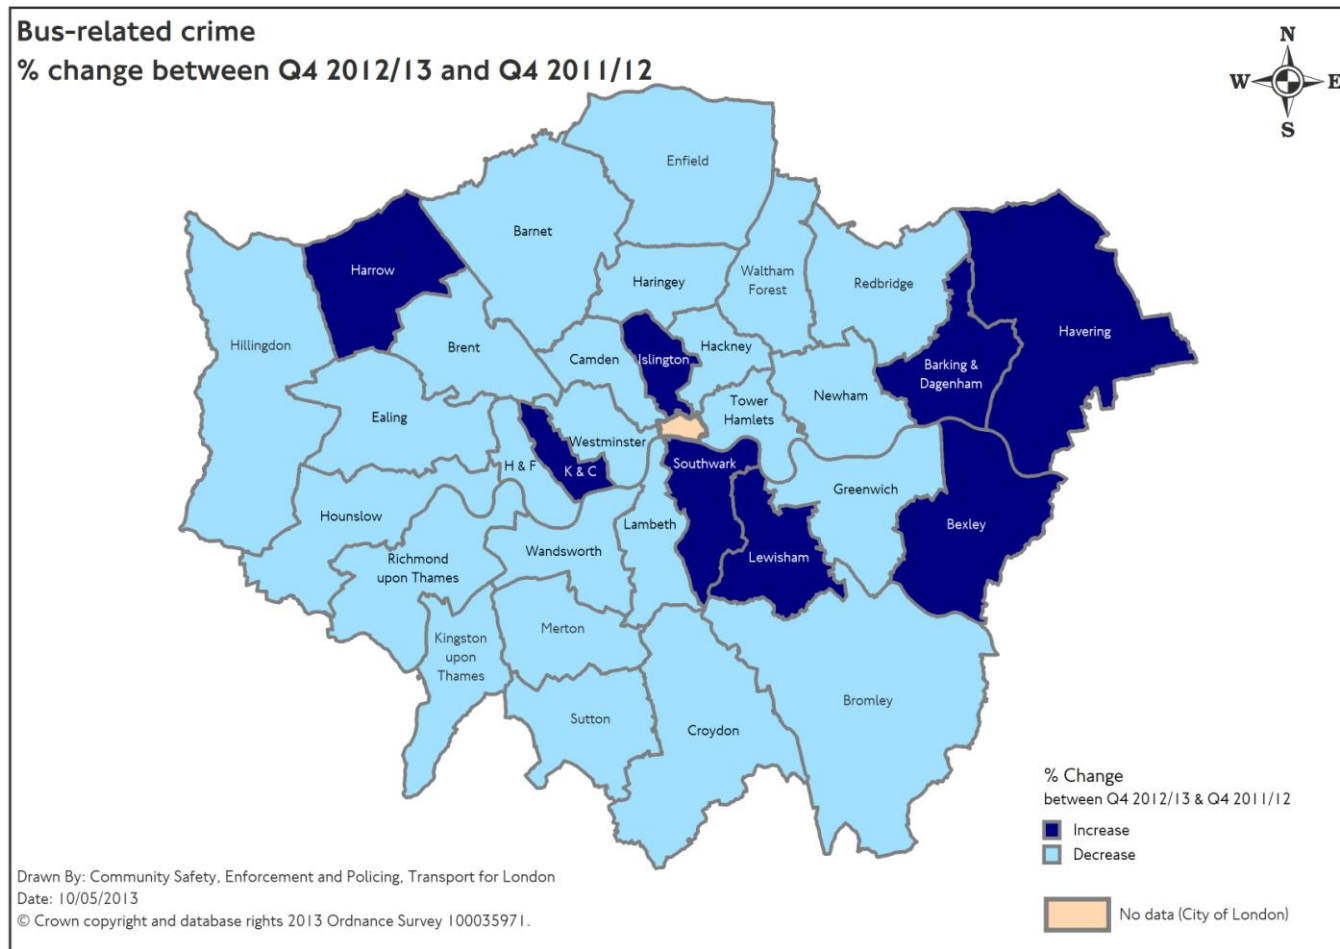 Bus-related crime
% change between Q4 2012/13 and Q4 2011/12
N
W
E
S
Enfield
Barnet
Harrow
Haringey
Waltham
Forest
Redbridge
Havering
Hillingdon
Brent
Camden
Islington
Hackney
Barking &
Dagenham
Ealing
Tower
Hamlets
Newham
Westminster
H & F
K & C
Southwark
Greenwich
Hounslow
Lambeth
Bexley
Richmond
upon Thames
Wandsworth
Lewisham
Kingston
upon
Thames
Merton
Sutton
Croydon
Bromley
% Change
between Q4 2012/13 & Q4 2011/12
Increase
Decrease
No data (City of London)
Drawn By: Community Safety, Enforcement and Policing, Transport for London
Date: 10/05/2013
© Crown copyright and database rights 2013 Ordnance Survey 100035971.